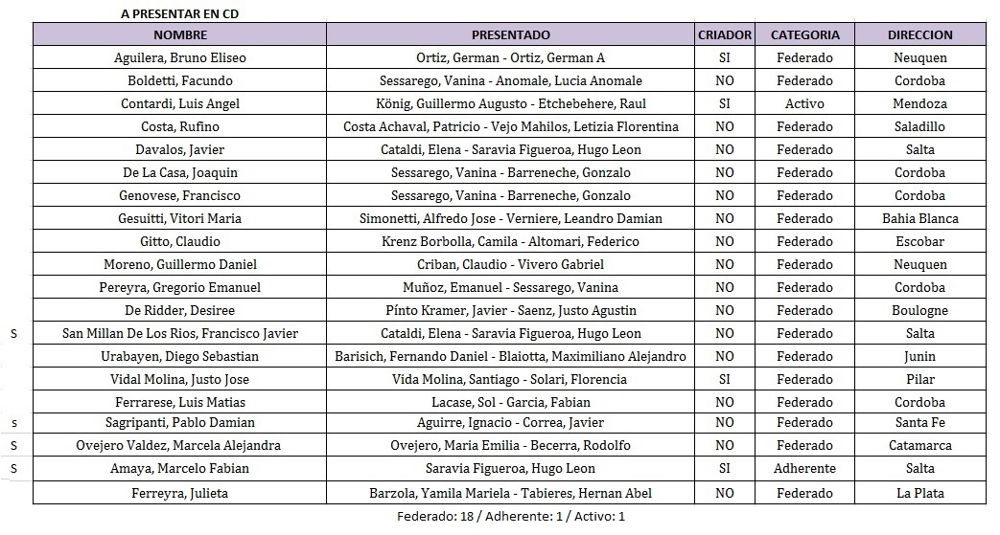 A PRESENTAR EN CD
NOMBRE PRESENTADO CRIADOR CATEGORIA DIRECCION
Aguilera, Bruno Eliseo Ortiz, German - Ortiz, German A SI Federado Neuquen
Boldetti, Facundo Sessarego, Vanina - Anomale, Lucia Anomale NO Federado Cordoba
Contardi, Luis Angel König, Guillermo Augusto - Etchebehere, Raul SI Activo Mendoza
Costa, Rufino Costa Achaval, Patricio - Vejo Mahilos, Letizia Florentina NO Federado Saladillo
Davalos, Javier Cataldi, Elena - Saravia Figueroa, Hugo Leon NO Federado Salta
De La Casa, Joaquin Sessarego, Vanina - Barreneche, Gonzalo NO Federado Cordoba
Genovese, Francisco Sessarego, Vanina - Barreneche, Gonzalo NO Federado Cordoba
Gesuitti, Vitori Maria Simonetti, Alfredo Jose - Verniere, Leandro Damian NO Federado Bahia Blanca
Gitto, Claudio Krenz Borbolla, Camila - Altomari, Federico NO Federado Escobar
Moreno, Guillermo Daniel Criban, Claudio - Vivero Gabriel NO Federado Neuquen
Pereyra, Gregorio Emanuel Muñoz, Emanuel - Sessarego, Vanina NO Federado Cordoba
De Ridder, Desiree Pínto Kramer, Javier - Saenz, Justo Agustin NO Federado Boulogne
S San Millan De Los Rios, Francisco Javier Cataldi, Elena - Saravia Figueroa, Hugo Leon NO Federado Salta
Urabayen, Diego Sebastian Barisich, Fernando Daniel - Blaiotta, Maximiliano Alejandro NO Federado Junin
Vidal Molina, Justo Jose Vida Molina, Santiago - Solari, Florencia SI Federado Pilar
Ferrarese, Luis Matias Lacase, Sol - Garcia, Fabian NO Federado Cordoba
s Sagripanti, Pablo Damian Aguirre, Ignacio - Correa, Javier NO Federado Santa Fe
S Ovejero Valdez, Marcela Alejandra Ovejero, Maria Emilia - Becerra, Rodolfo NO Federado Catamarca
S Amaya, Marcelo Fabian Saravia Figueroa, Hugo Leon SI Adherente Salta
Ferreyra, Julieta Barzola, Yamila Mariela - Tabieres, Hernan Abel NO Federado La Plata
Federado: 18 / Adherente: 1 / Activo: 1